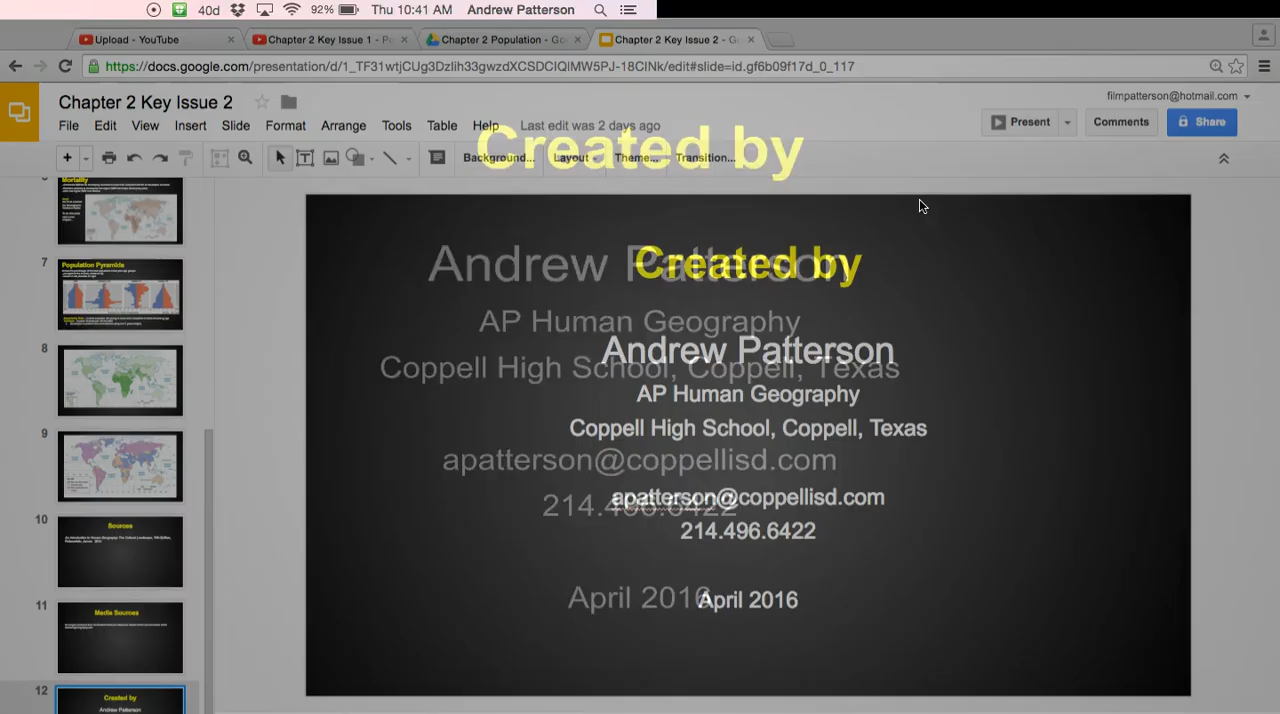 40d 92% Thu 10:41 AM Andrew Patterson
Upload - YouTube Chapter 2 Key Issue 1 - Po Chapter 2 Population - Goo Chapter 2 Key Issue 2 - Go
https://docs.google.com/presentation/d/1_TF31wtjCUg3Dzlih33gwzdXCSDCIQlMW5PJ-18ClNk/edit#slide=id.gf6b09f17d_0_117
Chapter 2 Key Issue 2
filmpatterson@hotmail.com
File Edit View Insert Slide Format Arrange Tools Table Help Last edit was 2 days ago
Present Comments Share
Created by
Background... Layout Theme... Transition...
Mortality
7
Population Pyramids
8
9
10
Sources
11
Media Sources
12
Created by
Andrew Patterson
Andrew Patterson
AP Human Geography
Coppell High School, Coppell, Texas
apatterson@coppellisd.com
214.496.6422
April 2016
Created by
Andrew Patterson
AP Human Geography
Coppell High School, Coppell, Texas
apatterson@coppellisd.com
214.496.6422
April 2016